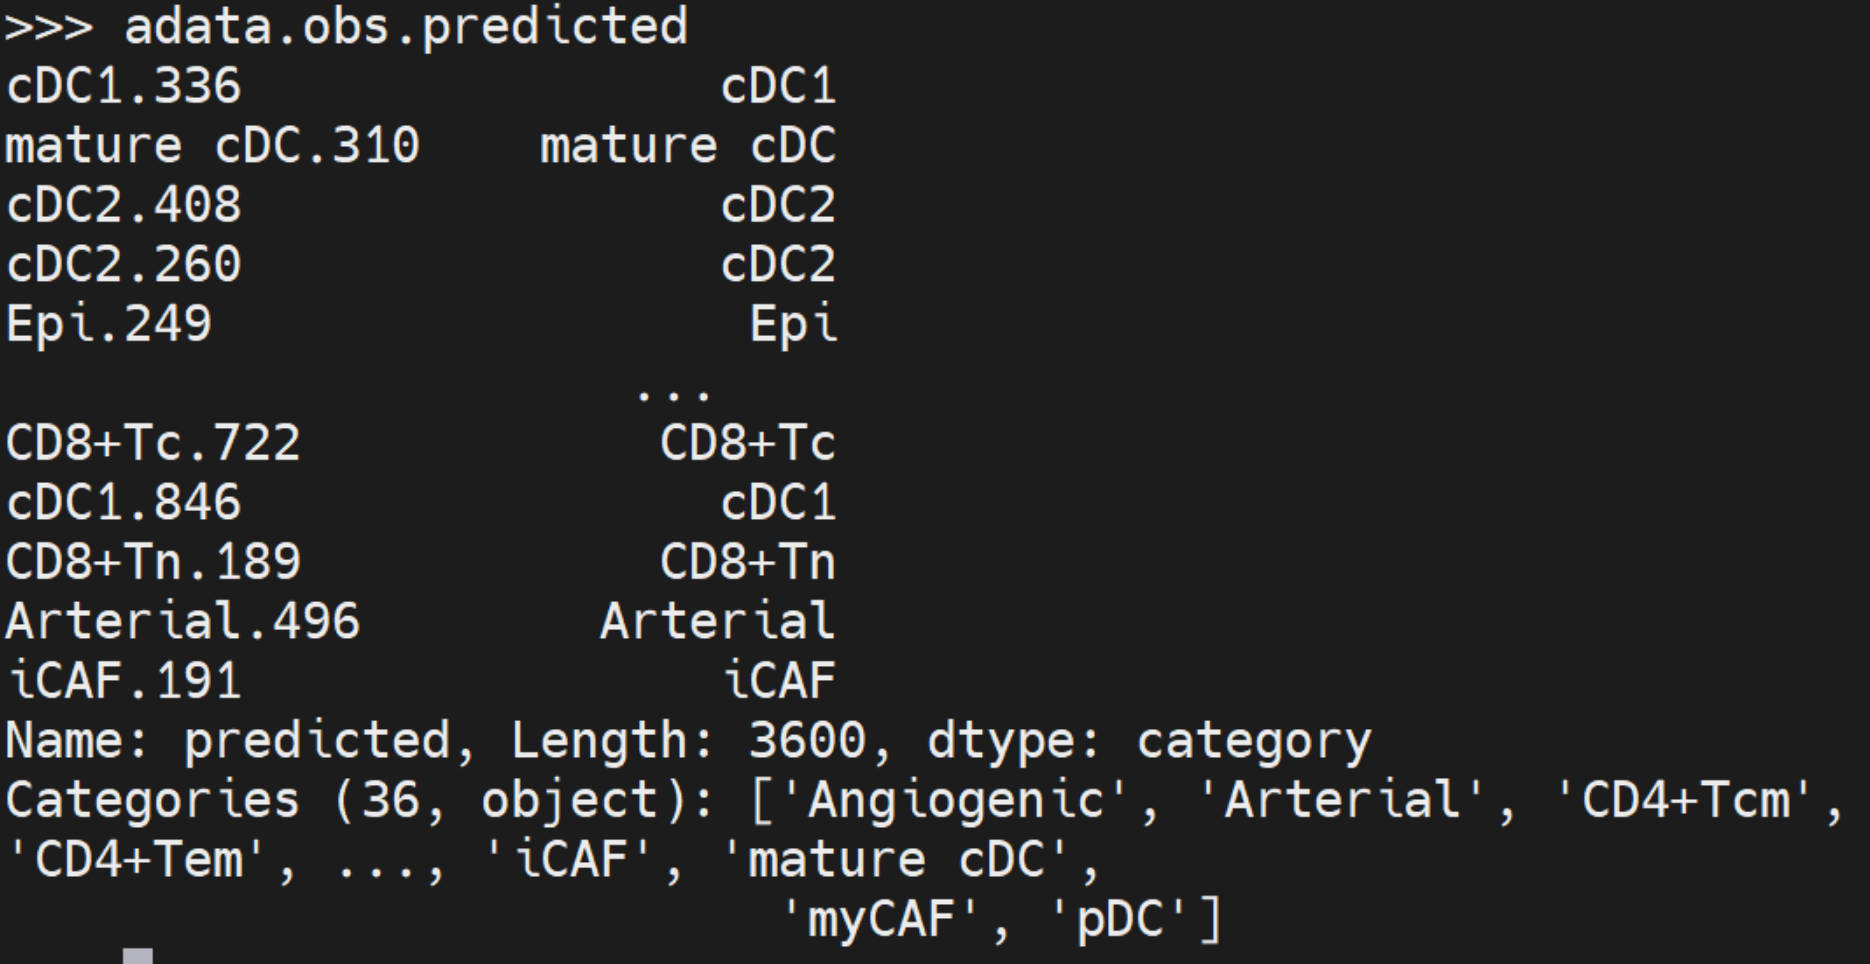 >>> adata.obs.predicted
cDC1.336                cDC1
mature cDC.310    mature cDC
cDC2.408                cDC2
cDC2.260                cDC2
Epi.249                  Epi
                     ...
CD8+Tc.722            CD8+Tc
cDC1.846                cDC1
CD8+Tn.189            CD8+Tn
Arterial.496        Arterial
iCAF.191                iCAF
Name: predicted, Length: 3600, dtype: category
Categories (36, object): ['Angiogenic', 'Arterial', 'CD4+Tcm',
'CD4+Tem', ..., 'iCAF', 'mature cDC',
                          'myCAF', 'pDC']